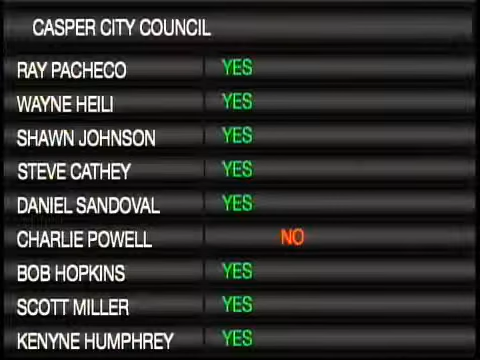 CASPER CITY COUNCIL
RAY PACHECO YES
WAYNE HEILI YES
SHAWN JOHNSON YES
STEVE CATHEY YES
DANIEL SANDOVAL YES
CHARLIE POWELL NO
BOB HOPKINS YES
SCOTT MILLER YES
KENYNE HUMPHREY YES